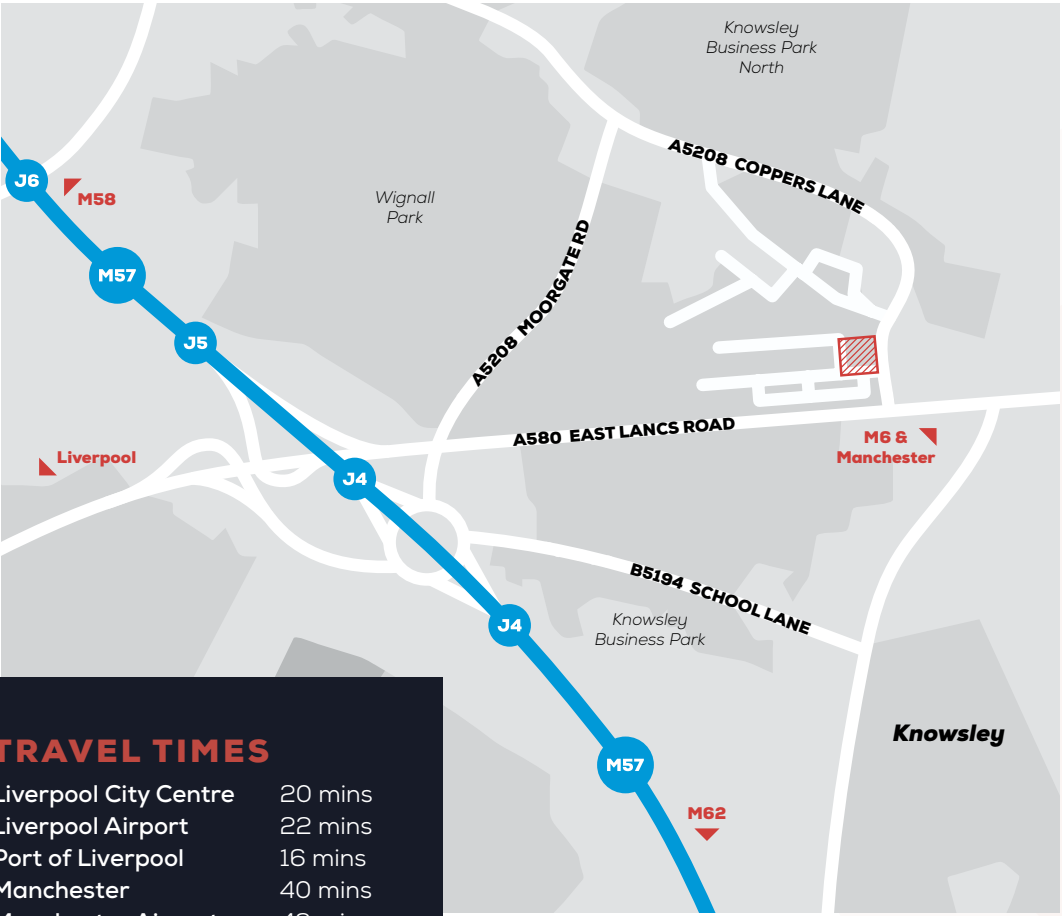 Knowsley
Business Park
North
A5208 COPPERS LANE
J6
M58
Wignall
Park
M57
A5208 MOORGATE RD
J5
A580 EAST LANCS ROAD
M6 &
Manchester
Liverpool
J4
B5194 SCHOOL LANE
J4
Knowsley
Business Park
Knowsley
M57
M62
TRAVEL TIMES
Liverpool City Centre 20 mins
Liverpool Airport 22 mins
Port of Liverpool 16 mins
Manchester 40 mins